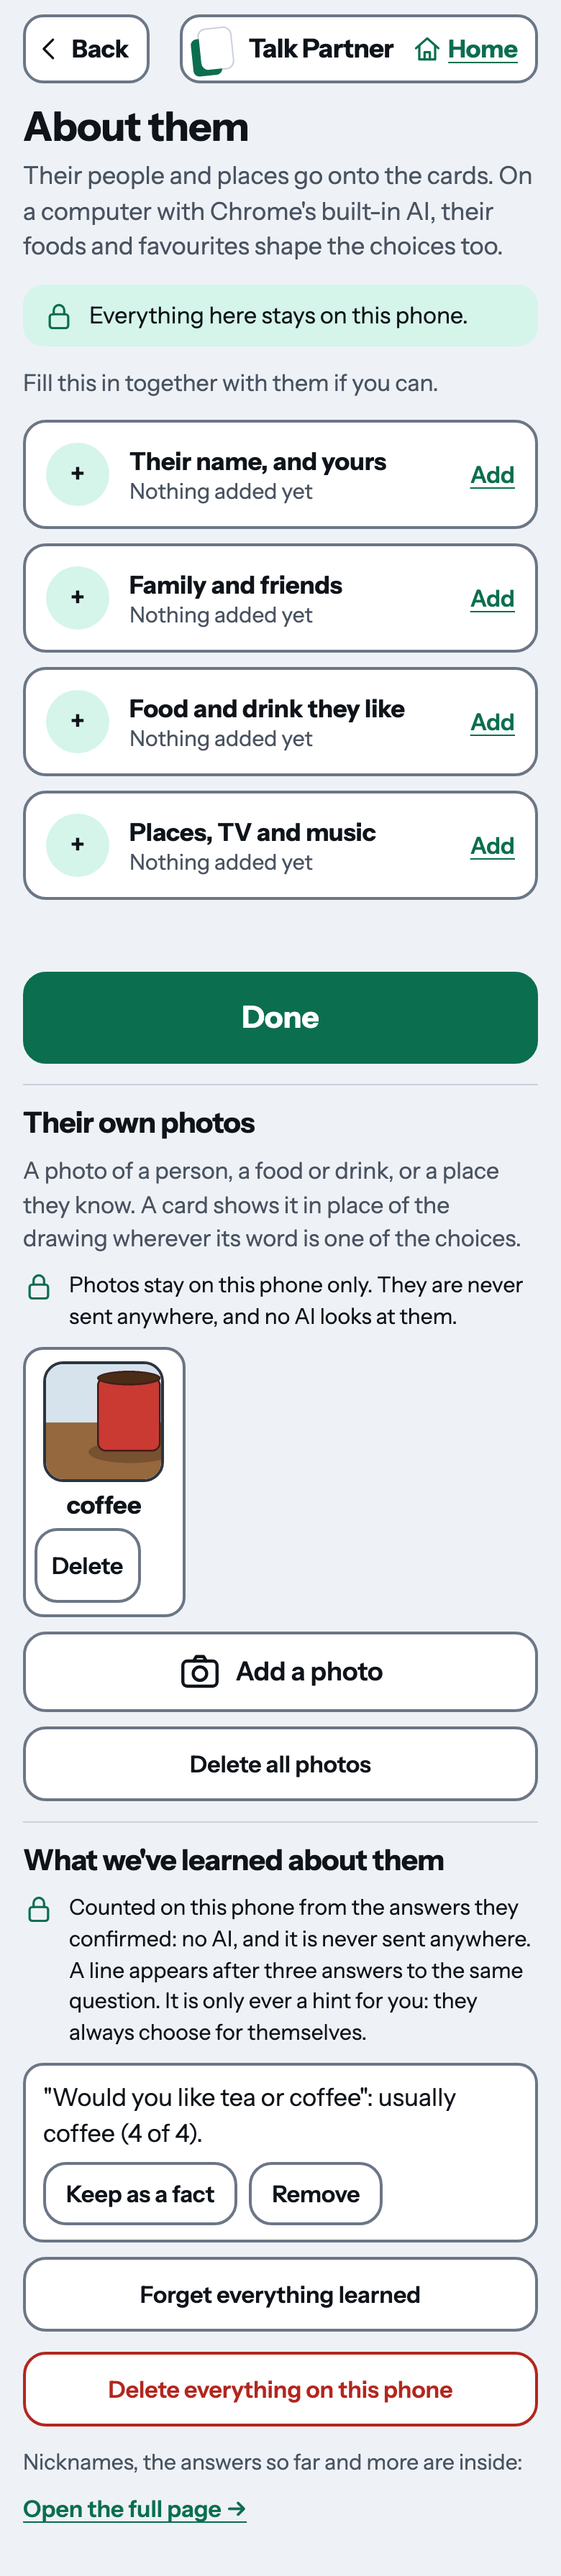 Back
Talk Partner
Home
About them
Their people and places go onto the cards. On
a computer with Chrome's built-in AI, their
foods and favourites shape the choices too.
Everything here stays on this phone.
Fill this in together with them if you can.
+
Their name, and yours
Nothing added yet
Add
+
Family and friends
Nothing added yet
Add
+
Food and drink they like
Nothing added yet
Add
+
Places, TV and music
Nothing added yet
Add
Done
Their own photos
A photo of a person, a food or drink, or a place
they know. A card shows it in place of the
drawing wherever its word is one of the choices.
Photos stay on this phone only. They are never
sent anywhere, and no AI looks at them.
coffee
Delete
Add a photo
Delete all photos
What we've learned about them
Counted on this phone from the answers they
confirmed: no AI, and it is never sent anywhere.
A line appears after three answers to the same
question. It is only ever a hint for you: they
always choose for themselves.
"Would you like tea or coffee": usually
coffee (4 of 4).
Keep as a fact
Remove
Forget everything learned
Delete everything on this phone
Nicknames, the answers so far and more are inside:
Open the full page →